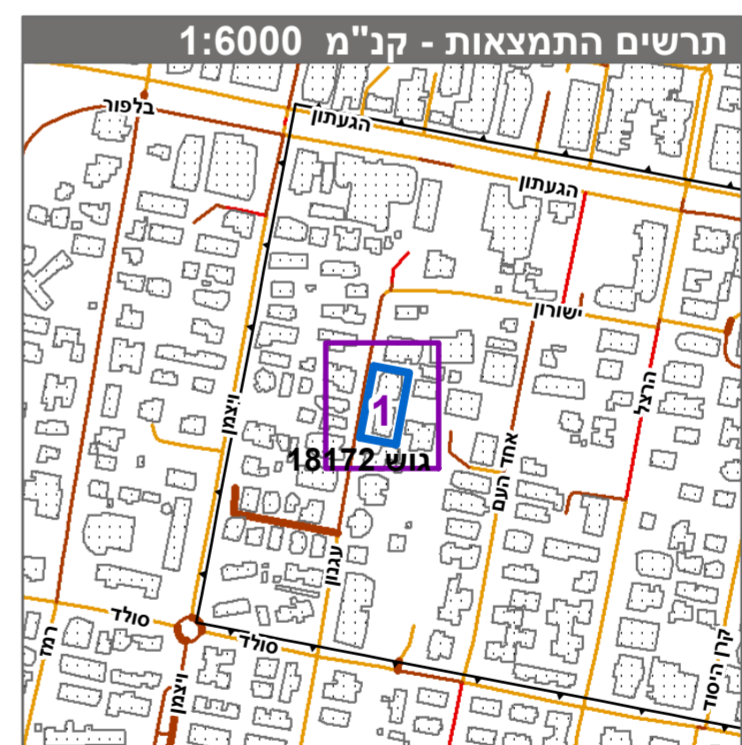 תרשים התמצאות - קנ"מ 1:6000
בלפור
הגעתון
הגעתון
ישורון
הרצל
ויצמן
1
גוש 18172
אחד העם
עגנון
סולד
סולד
רמז
ויצמן
קרן היסוד